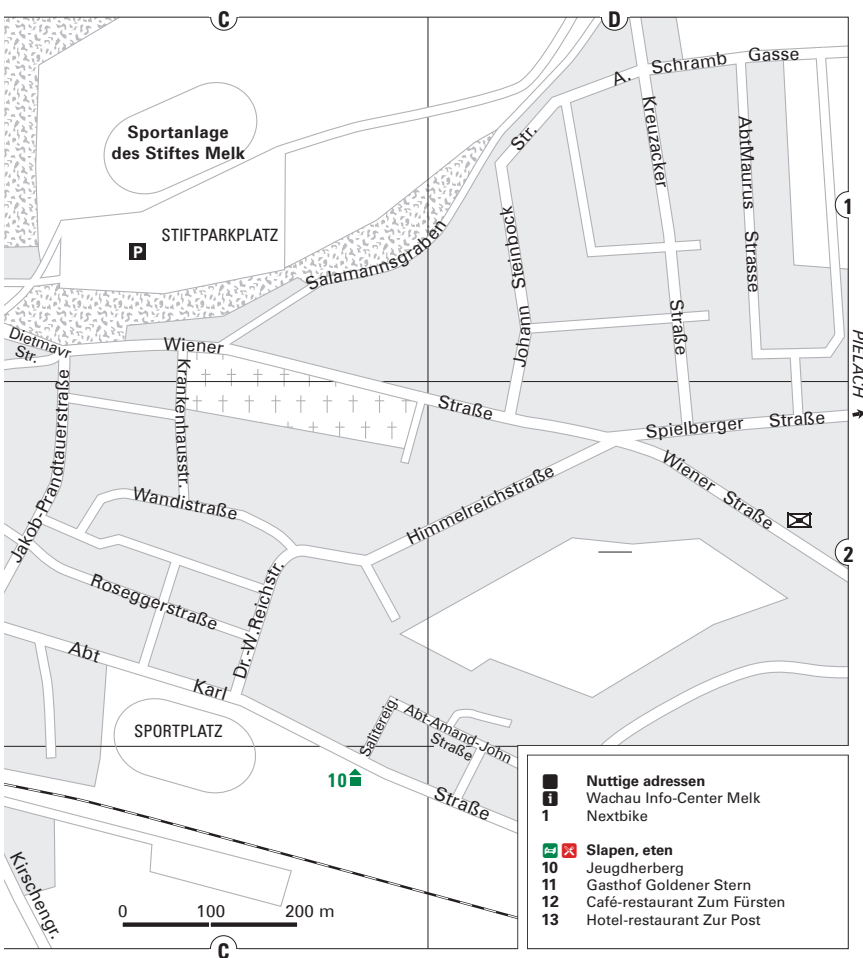 C
D
Sportanlage
des Stiftes Melk
A. Schramb Gasse
Str.
Kreuzacker
AbtMaurus
1
P
STIFTPARKPLATZ
Salamannsgraben
Johann Steinbock
Strasse
Straße
Dietmayr
Str.
Wiener
PIELACH
Krankenhausstr.
Jakob-Prandtauerstraße
Straße
Spielberger Straße
Wiener Straße
Wandistraße
Himmelreichstraße
2
Roseggerstraße
Dr.-W.Reichstr.
Abt
Karl
SPORTPLATZ
Salitereig.
Abt-Amand-John
Straße
10
Straße
Kirschengr.
0 100 200 m
C
Nuttige adressen
i Wachau Info-Center Melk
1 Nextbike
Slapen, eten
10 Jeugdherberg
11 Gasthof Goldener Stern
12 Café-restaurant Zum Fürsten
13 Hotel-restaurant Zur Post